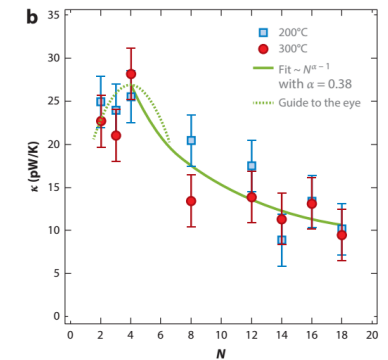 b
200°C
300°C
Fit ~ N^α – 1
with α = 0.38
Guide to the eye
κ (pW/K)
35
30
25
20
15
10
5
0
0 2 4 6 8 10 12 14 16 18 20
N